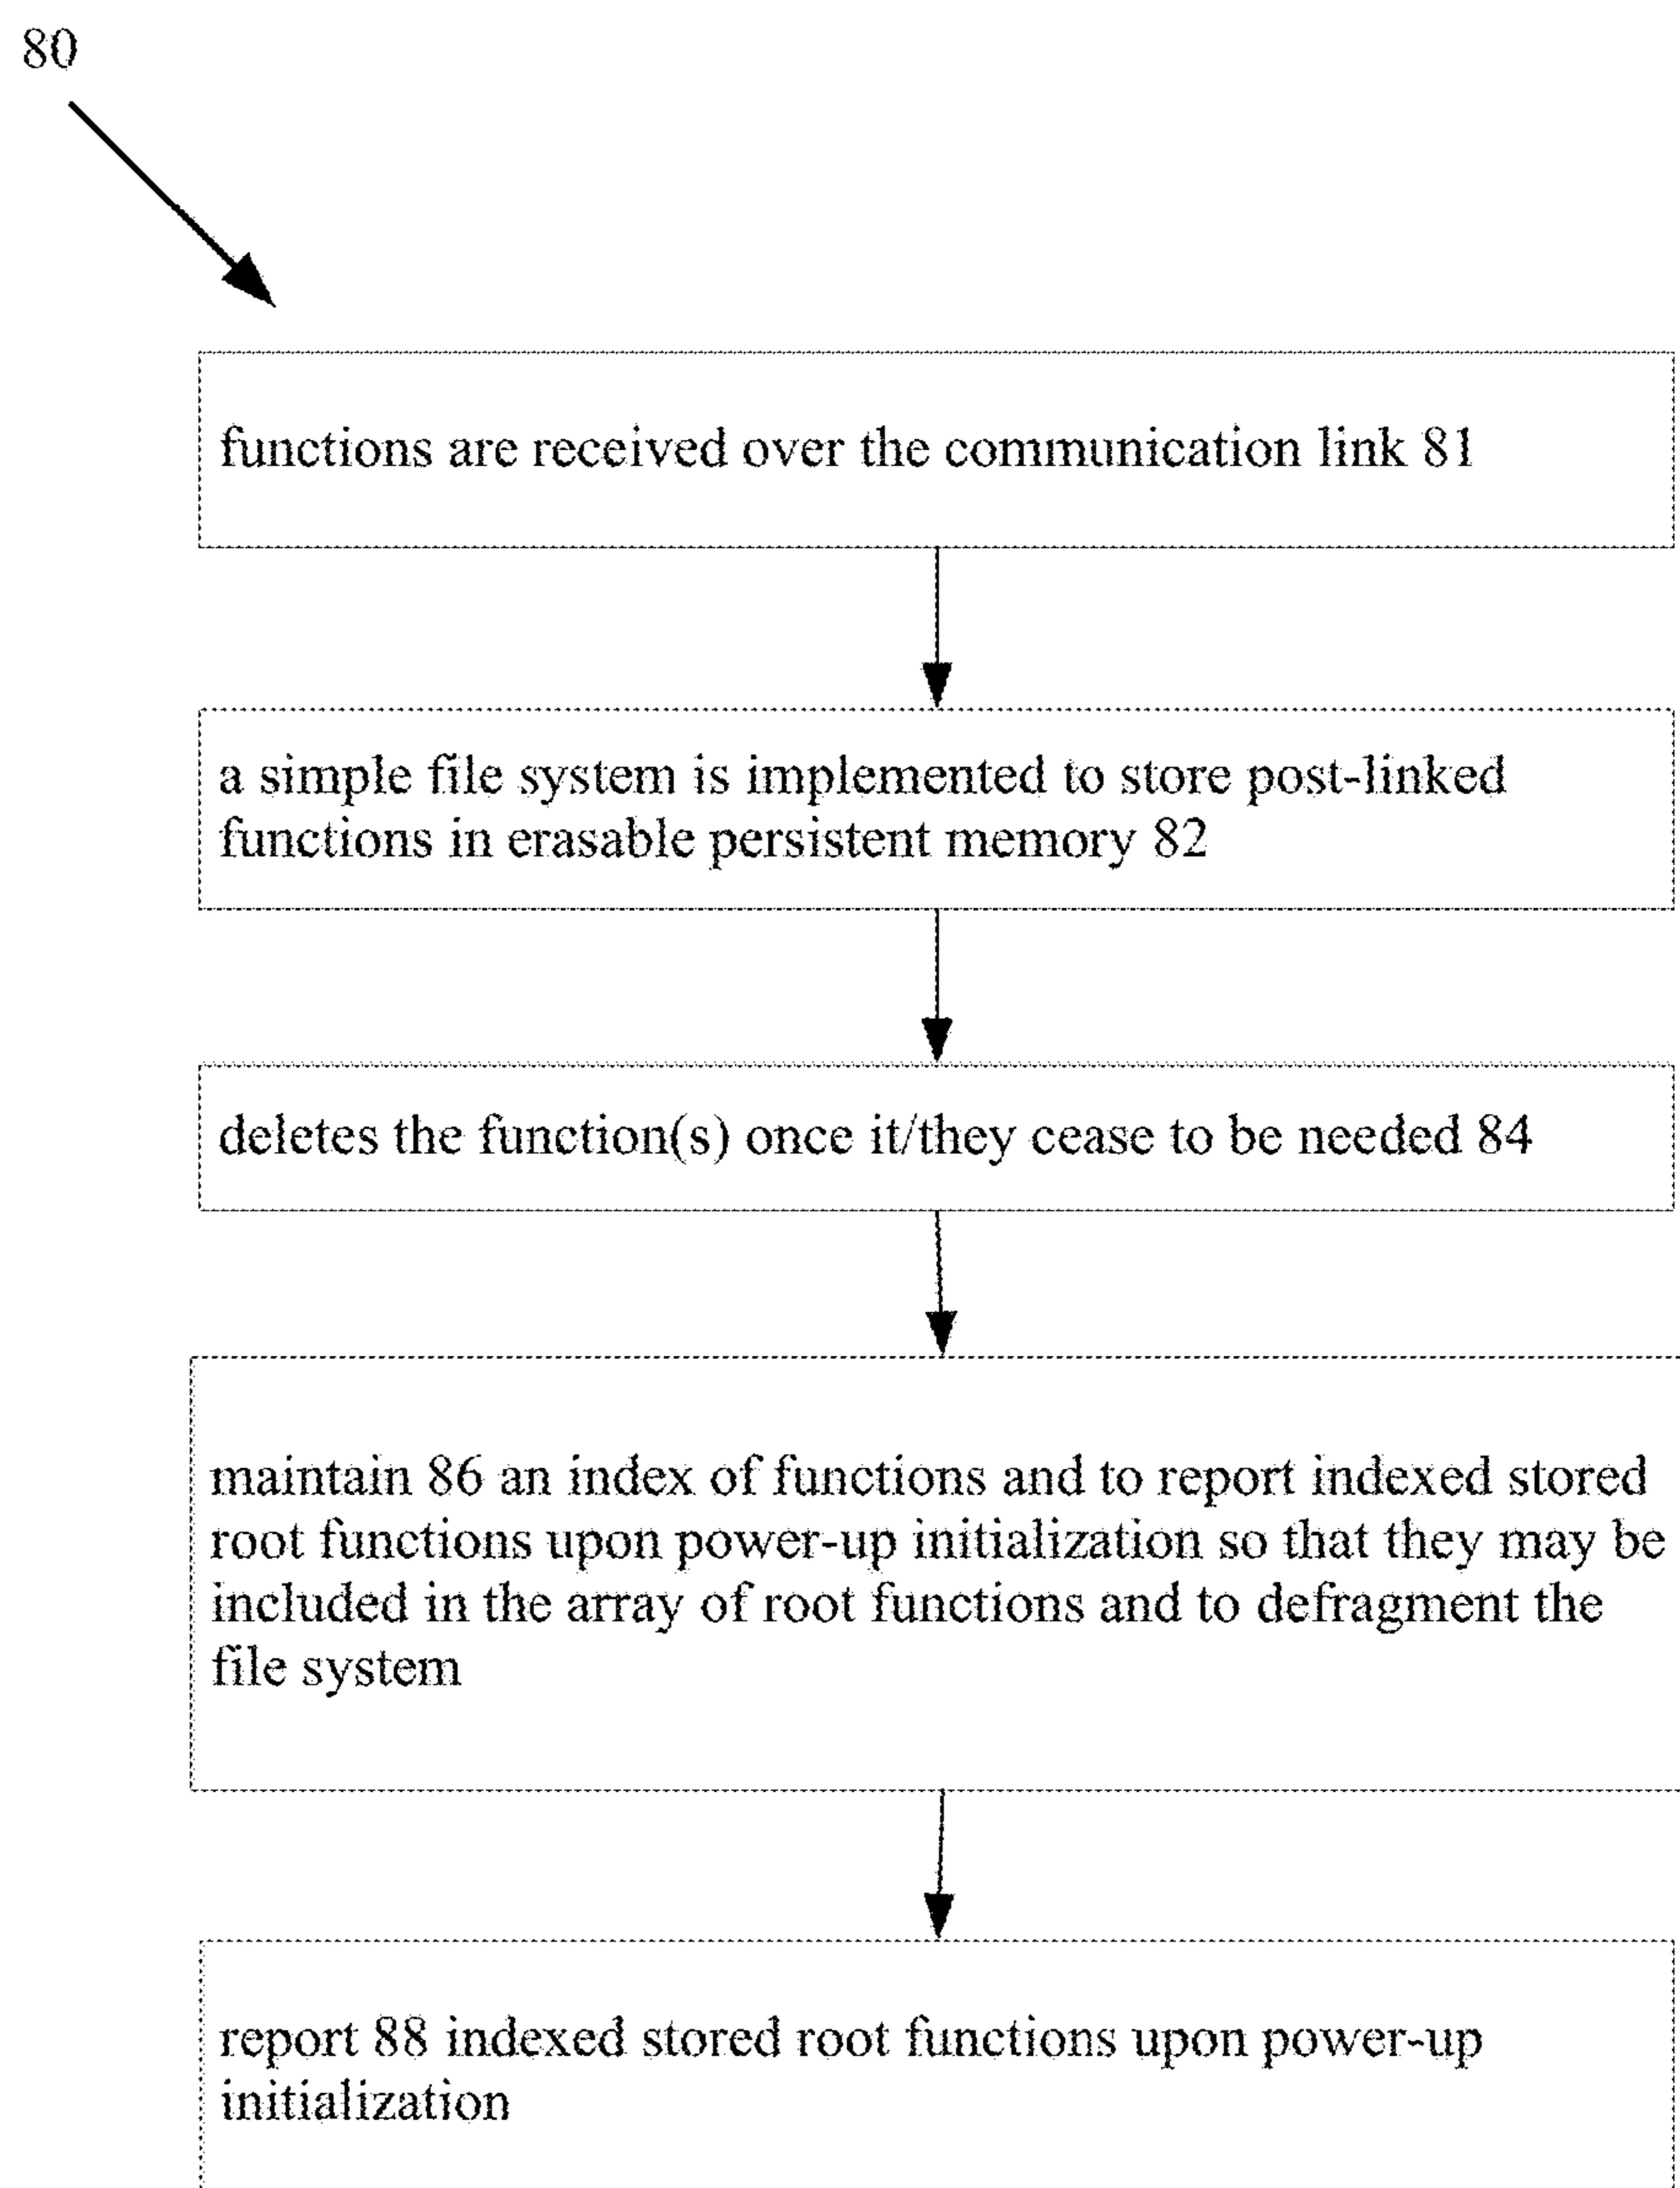 80
functions are received over the communication link 81
a simple file system is implemented to store post-linked
functions in erasable persistent memory 82
deletes the function(s) once it/they cease to be needed 84
maintain 86 an index of functions and to report indexed stored
root functions upon power-up initialization so that they may be
included in the array of root functions and to defragment the
file system
report 88 indexed stored root functions upon power-up
initialization